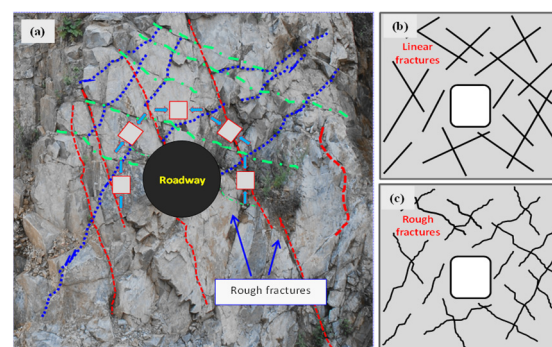 (a)
Roadway
Rough fractures
(b)
Linear
fractures
(c)
Rough
fractures